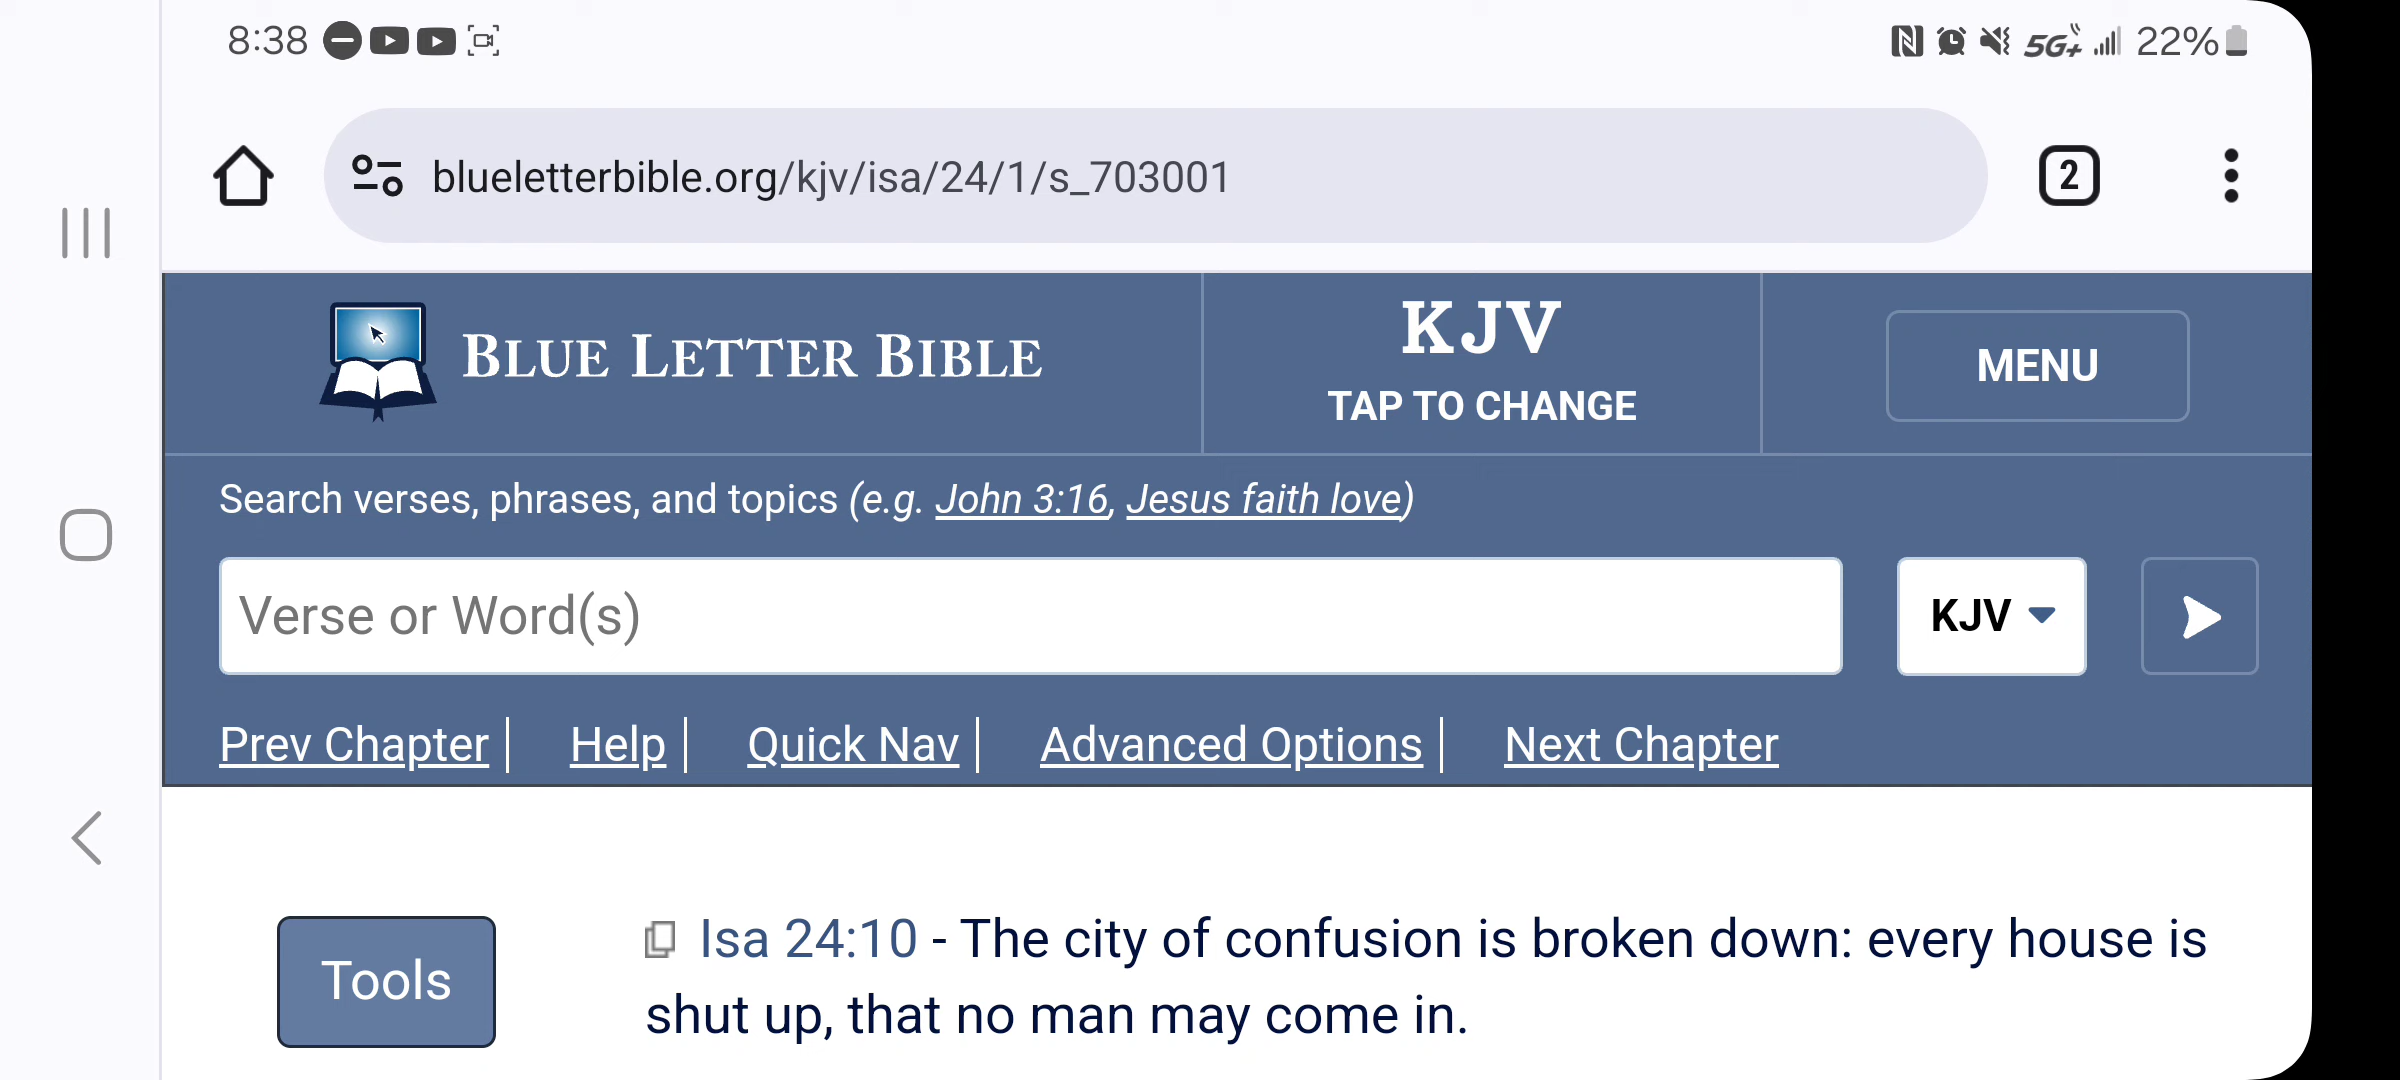 8:38 5G+ 22%
blueletterbible.org/kjv/isa/24/1/s_703001 2
BLUE LETTER BIBLE
KJV
TAP TO CHANGE
MENU
Search verses, phrases, and topics (e.g. John 3:16, Jesus faith love)
Verse or Word(s) KJV
Prev Chapter Help Quick Nav Advanced Options Next Chapter
Tools
Isa 24:10 - The city of confusion is broken down: every house is
shut up, that no man may come in.